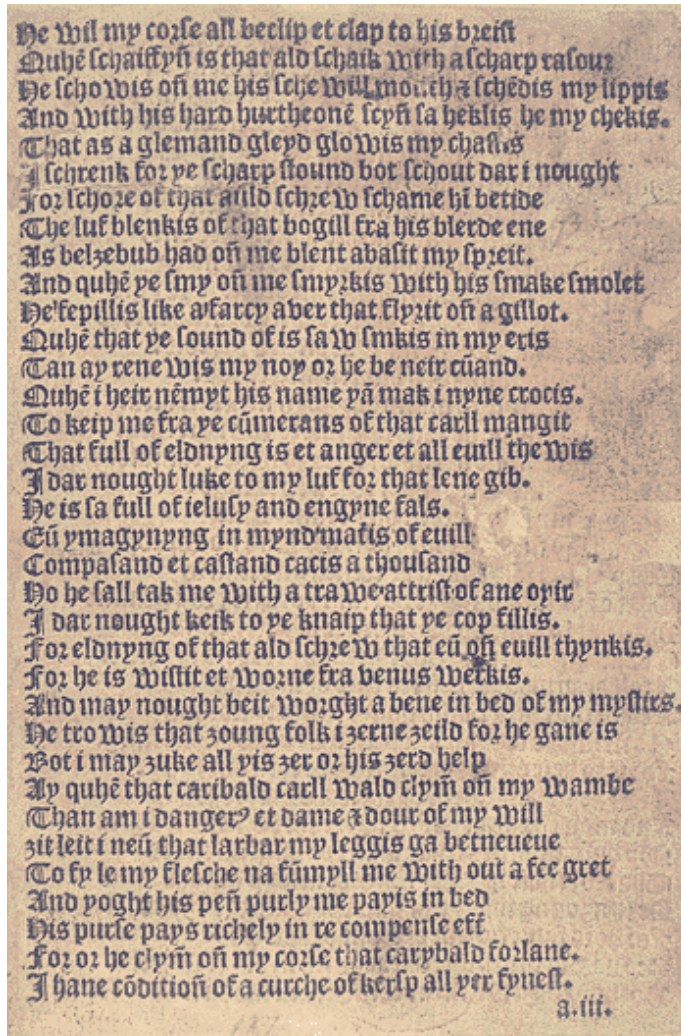 He wil my corse all beclip et clap to his breist
Quhē schaiffyn̄ is that ald schaik with a scharp rasour
He schowis on̄ me his schewill mouth ⁊ schēdis my lippis
And with his hard hurtheonē scyn̄ sa heklis he my chekis.
That as a glemand gleyd glowis my chaftis
I schrenk for ye scharp stound bot schout dar i nought
For schore of that auld schrew schame hī betide
The luf blenkis of that bogill fra his blerde ene
As belzebub had on̄ me blent abasit my spreit.
And quhē ye smy on̄ me smyrkis with his smake smolet
He fepillis like a farcy aver that flyrit on̄ a gillot.
Quhē that ye sound of is saw sinkis in my eris
Tan ay renewis my noy or he be neir cūand.
Quhē i heir nēmyt his name yā mak i nyne crocis.
To keip me fra ye cūmerans of that carll mangit
That full of eldnyng is et anger et all euill thewis
I dar nought luke to my luf for that lene gib.
He is sa full of ielusy and engyne fals.
Eū ymagynyng in mynd matis of euill
Compasand et castand cacis a thousand
Ho he sall tak me with a trawe attrist of ane oyir
I dar nought keik to ye knaip that ye cop fillis.
For eldnyng of that ald schrew that eū on̄ euill thynkis.
For he is wistit et worne fra venus werkis.
And may nought beit worght a bene in bed of my mystirs.
He trowis that zoung folk i zerne zeild for he gane is
Bot i may zuke all yis zer or his zerd help
Ay quhē that caribald carll wald clym̄ on̄ my wambe
Than am i dangerꝰ et dame ⁊ dour of my will
zit leit i neū that larbar my leggis ga betueueue
To fy le my flesche na fūmyll me with out a fee gret
And yoght his pen̄ purly me payis in bed
His purse pays richely in re compense eft
For or he clym̄ on̄ my corse that carybald forlane.
I hane cōdition̄ of a curche of kersp all yer fynest.
a.iii.